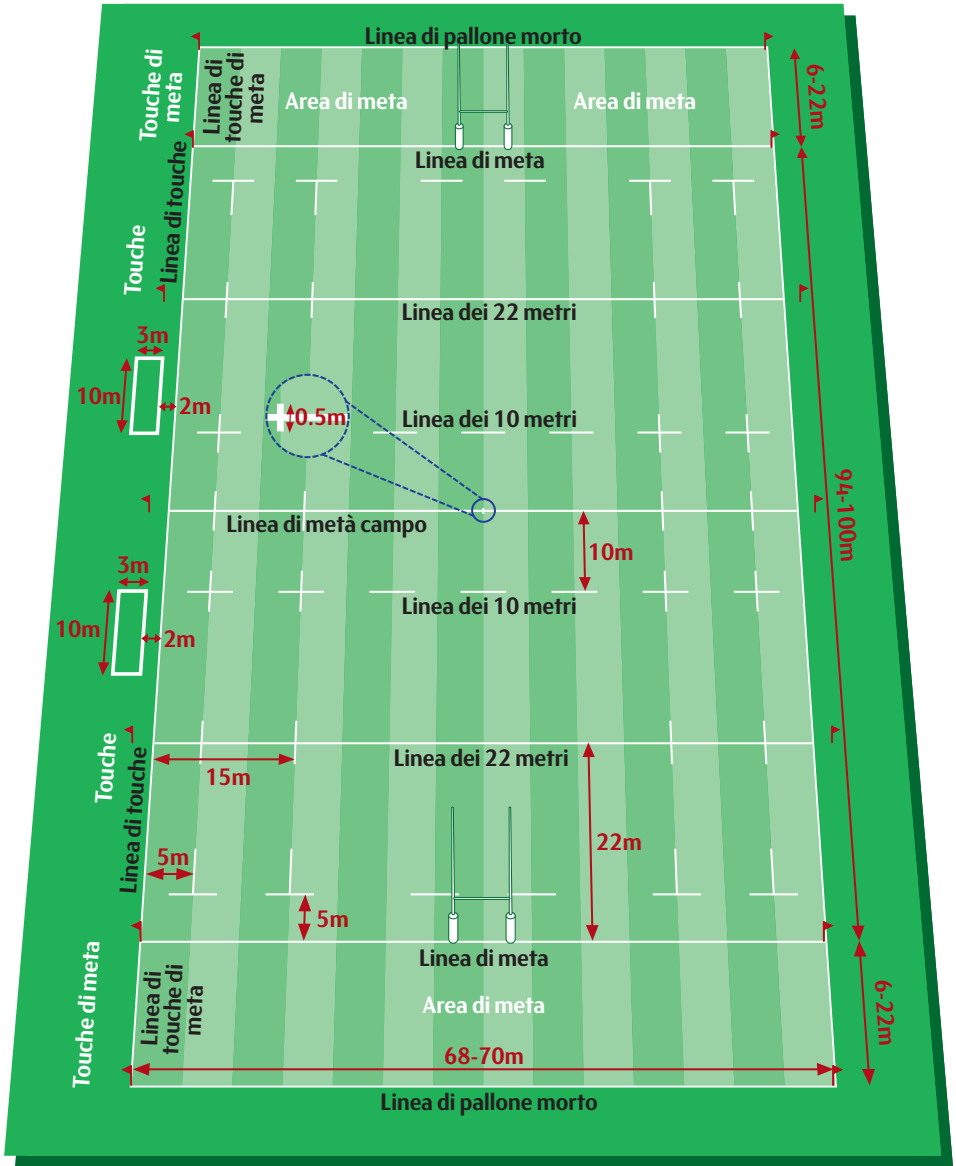 Linea di pallone morto
Touche di
meta
Linea di
touche di
meta
Area di meta
Area di meta
6-22m
Linea di meta
Linea di touche
Touche
Linea dei 22 metri
3m
10m
2m
0.5m
Linea dei 10 metri
94-100m
Linea di metà campo
10m
3m
10m
2m
Linea dei 10 metri
Touche
Linea di touche
Linea dei 22 metri
15m
22m
5m
5m
Linea di meta
Touche di meta
Linea di
touche di
meta
Area di meta
6-22m
68-70m
Linea di pallone morto